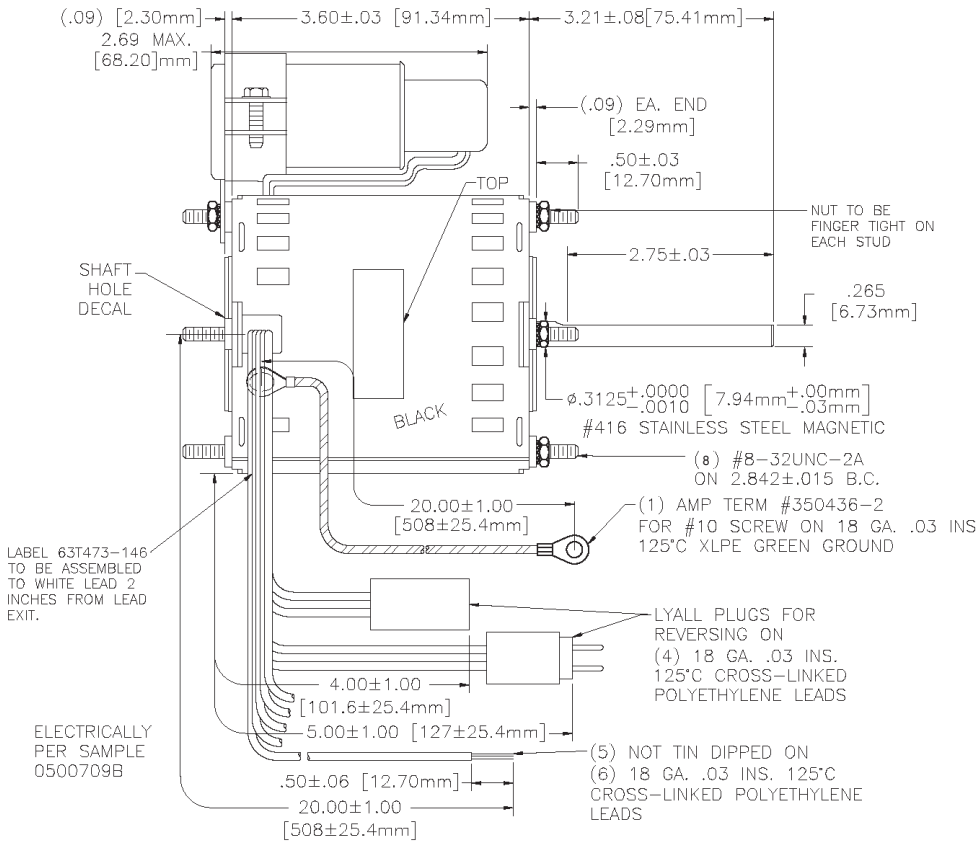 (.09) [2.30mm]
3.60±.03 [91.34mm]
3.21±.08[75.41mm]
2.69 MAX.
[68.20]mm
(.09) EA. END
[2.29mm]
.50±.03
[12.70mm]
TOP
NUT TO BE
FINGER TIGHT ON
EACH STUD
2.75±.03
SHAFT
HOLE
DECAL
.265
[6.73mm]
ø.3125+.0000 -.0010 [7.94mm+.00mm -.03mm]
#416 STAINLESS STEEL MAGNETIC
BLACK
(8) #8-32UNC-2A
ON 2.842±.015 B.C.
20.00±1.00
[508±25.4mm]
(1) AMP TERM #350436-2
FOR #10 SCREW ON 18 GA. .03 INS
125°C XLPE GREEN GROUND
LABEL 63T473-146
TO BE ASSEMBLED
TO WHITE LEAD 2
INCHES FROM LEAD
EXIT.
LYALL PLUGS FOR
REVERSING ON
(4) 18 GA. .03 INS.
125°C CROSS-LINKED
POLYETHYLENE LEADS
4.00±1.00
[101.6±25.4mm]
5.00±1.00 [127±25.4mm]
ELECTRICALLY
PER SAMPLE
0500709B
(5) NOT TIN DIPPED ON
(6) 18 GA. .03 INS. 125°C
CROSS-LINKED POLYETHYLENE
LEADS
.50±.06 [12.70mm]
20.00±1.00
[508±25.4mm]